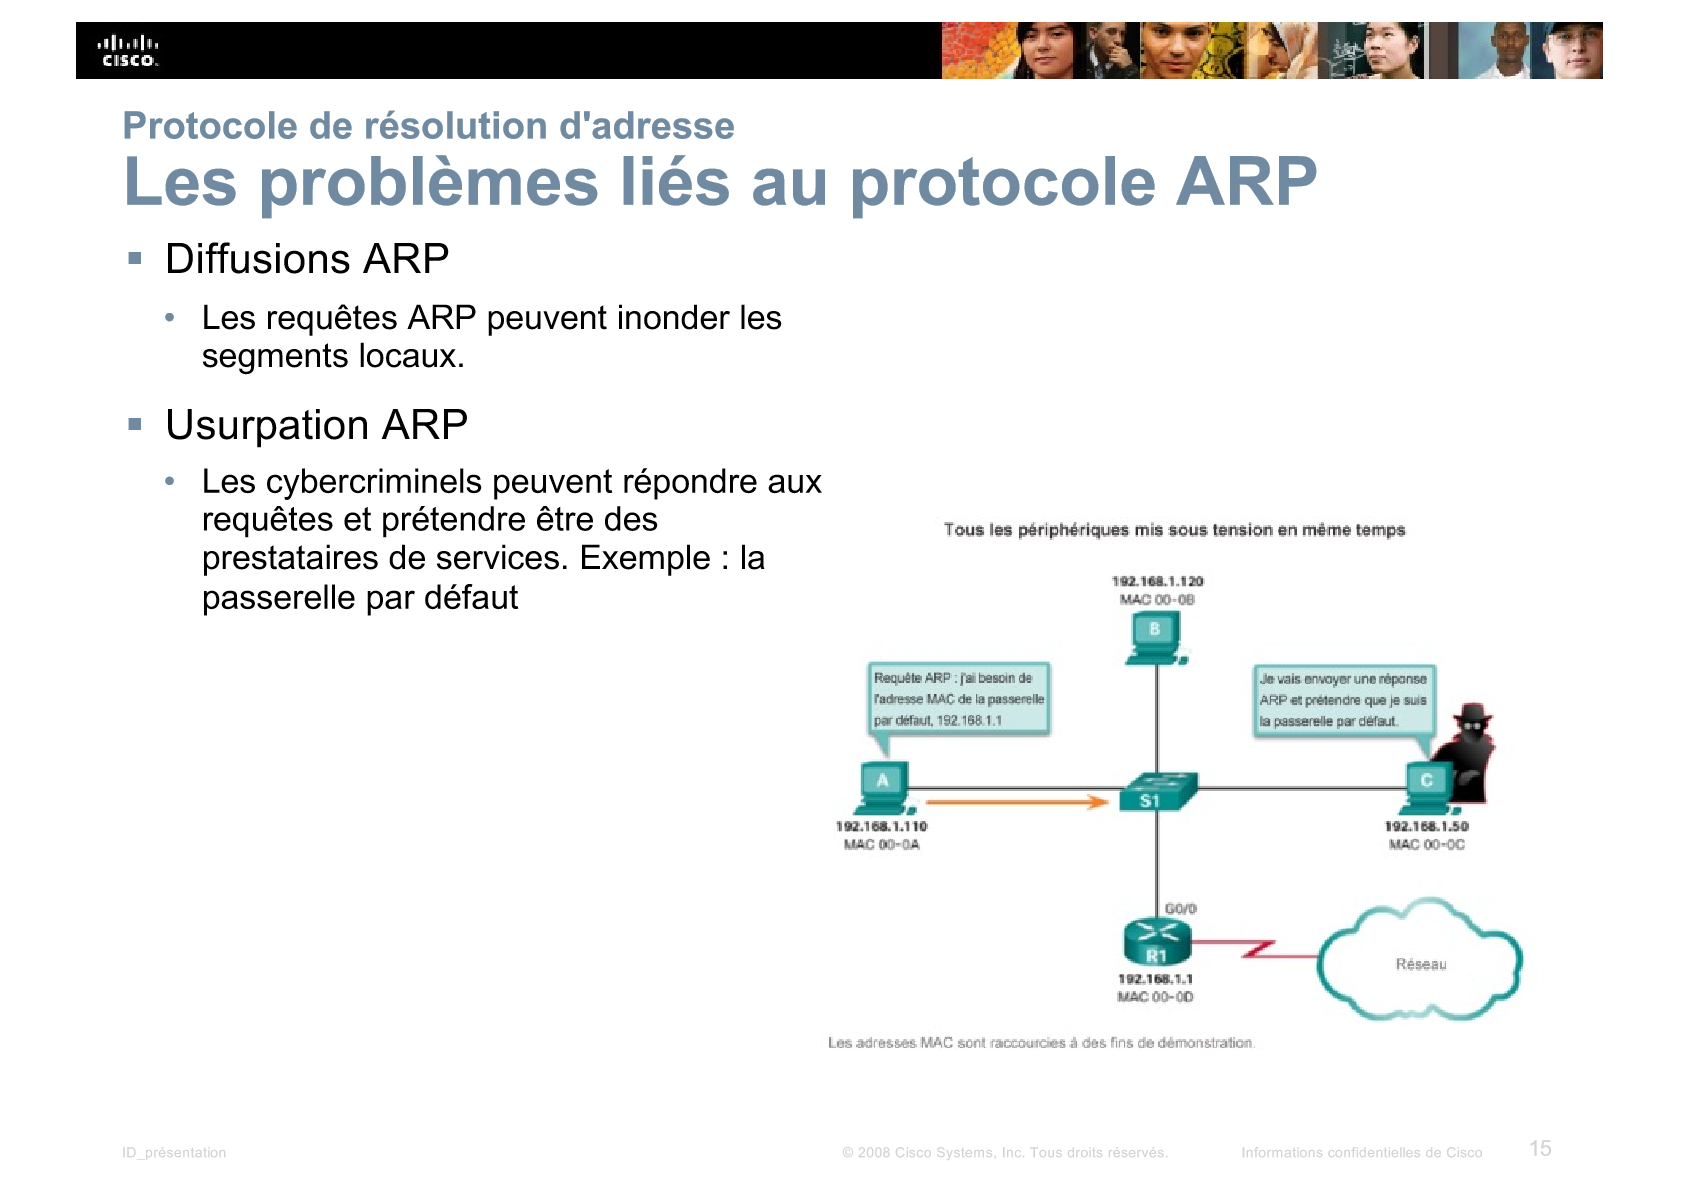 CISCO
Protocole de résolution d'adresse
Les problèmes liés au protocole ARP
Diffusions ARP
Les requêtes ARP peuvent inonder les
segments locaux.
Usurpation ARP
Les cybercriminels peuvent répondre aux
requêtes et prétendre être des
prestataires de services. Exemple : la
passerelle par défaut
Tous les périphériques mis sous tension en même temps
192.168.1.120
MAC 00-0B
B
Requête ARP : j'ai besoin de
l'adresse MAC de la passerelle
par défaut, 192.168.1.1
Je vais envoyer une réponse
ARP et prétendre que je suis
la passerelle par défaut.
A
S1
C
192.168.1.110
MAC 00-0A
192.168.1.50
MAC 00-0C
G0/0
R1
192.168.1.1
MAC 00-0D
Réseau
Les adresses MAC sont raccourcies à des fins de démonstration.
ID_présentation
© 2008 Cisco Systems, Inc. Tous droits réservés.
Informations confidentielles de Cisco
15